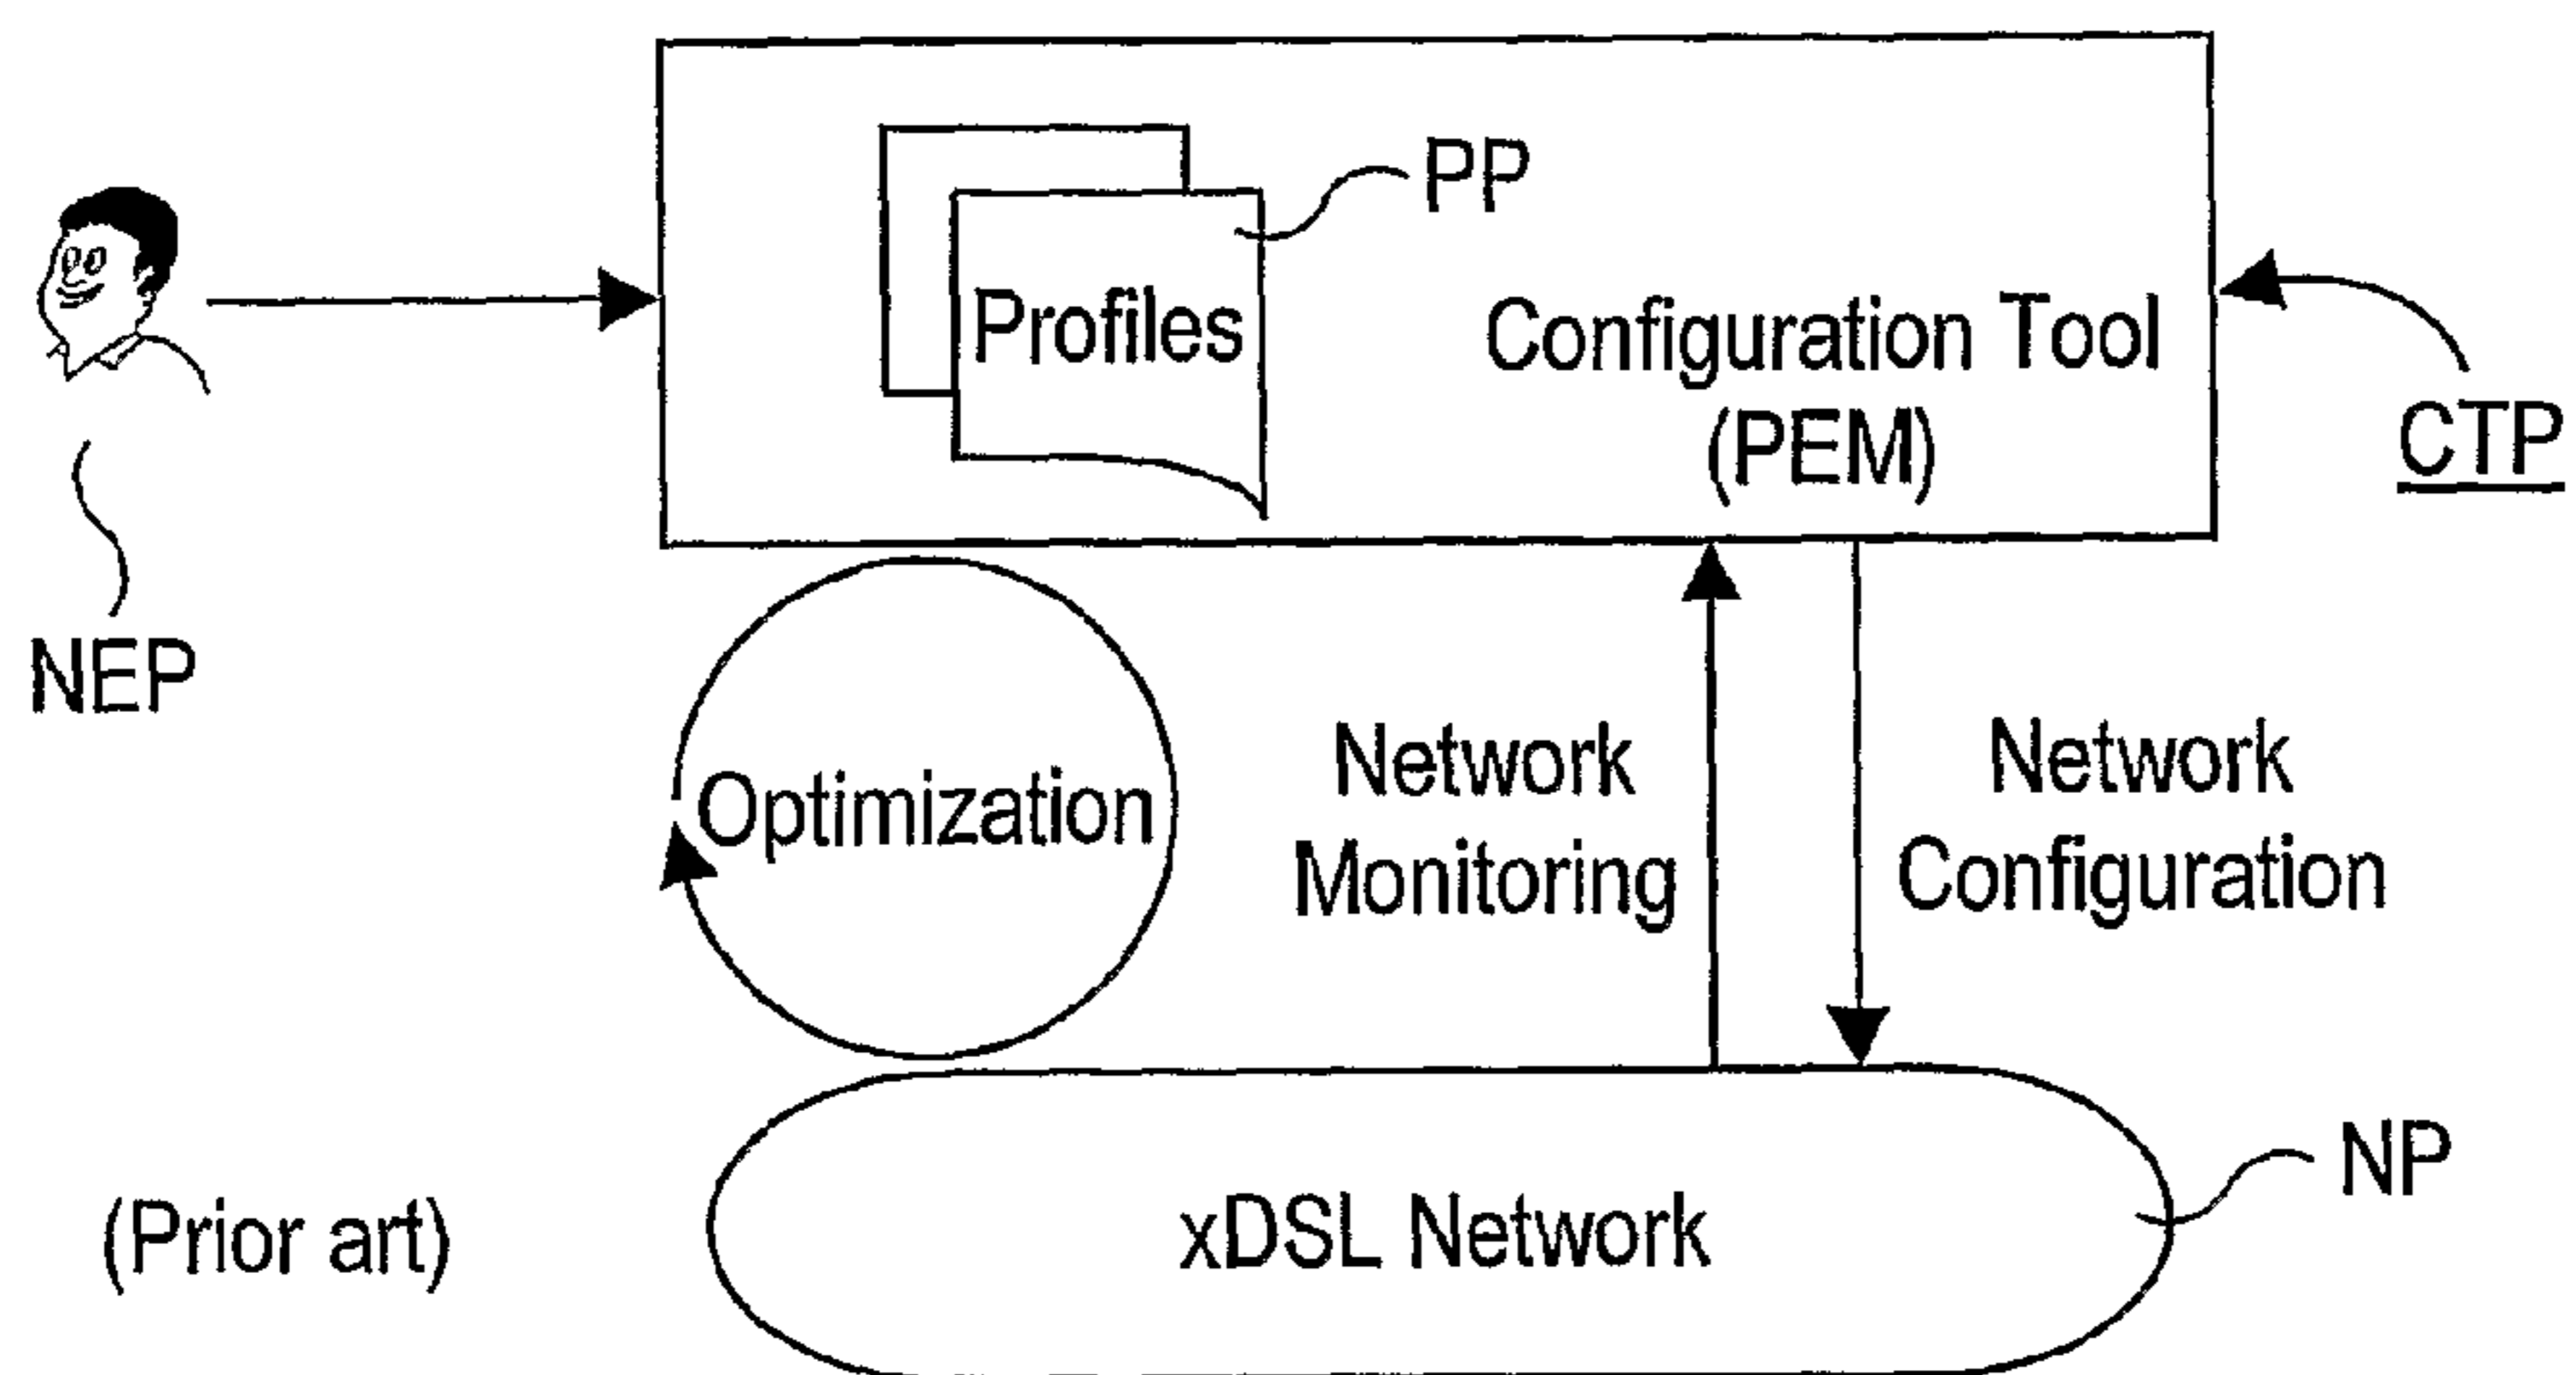 PP
Profiles
Configuration Tool
(PEM)
CTP
NEP
Optimization
Network
Monitoring
Network
Configuration
NP
xDSL Network
(Prior art)